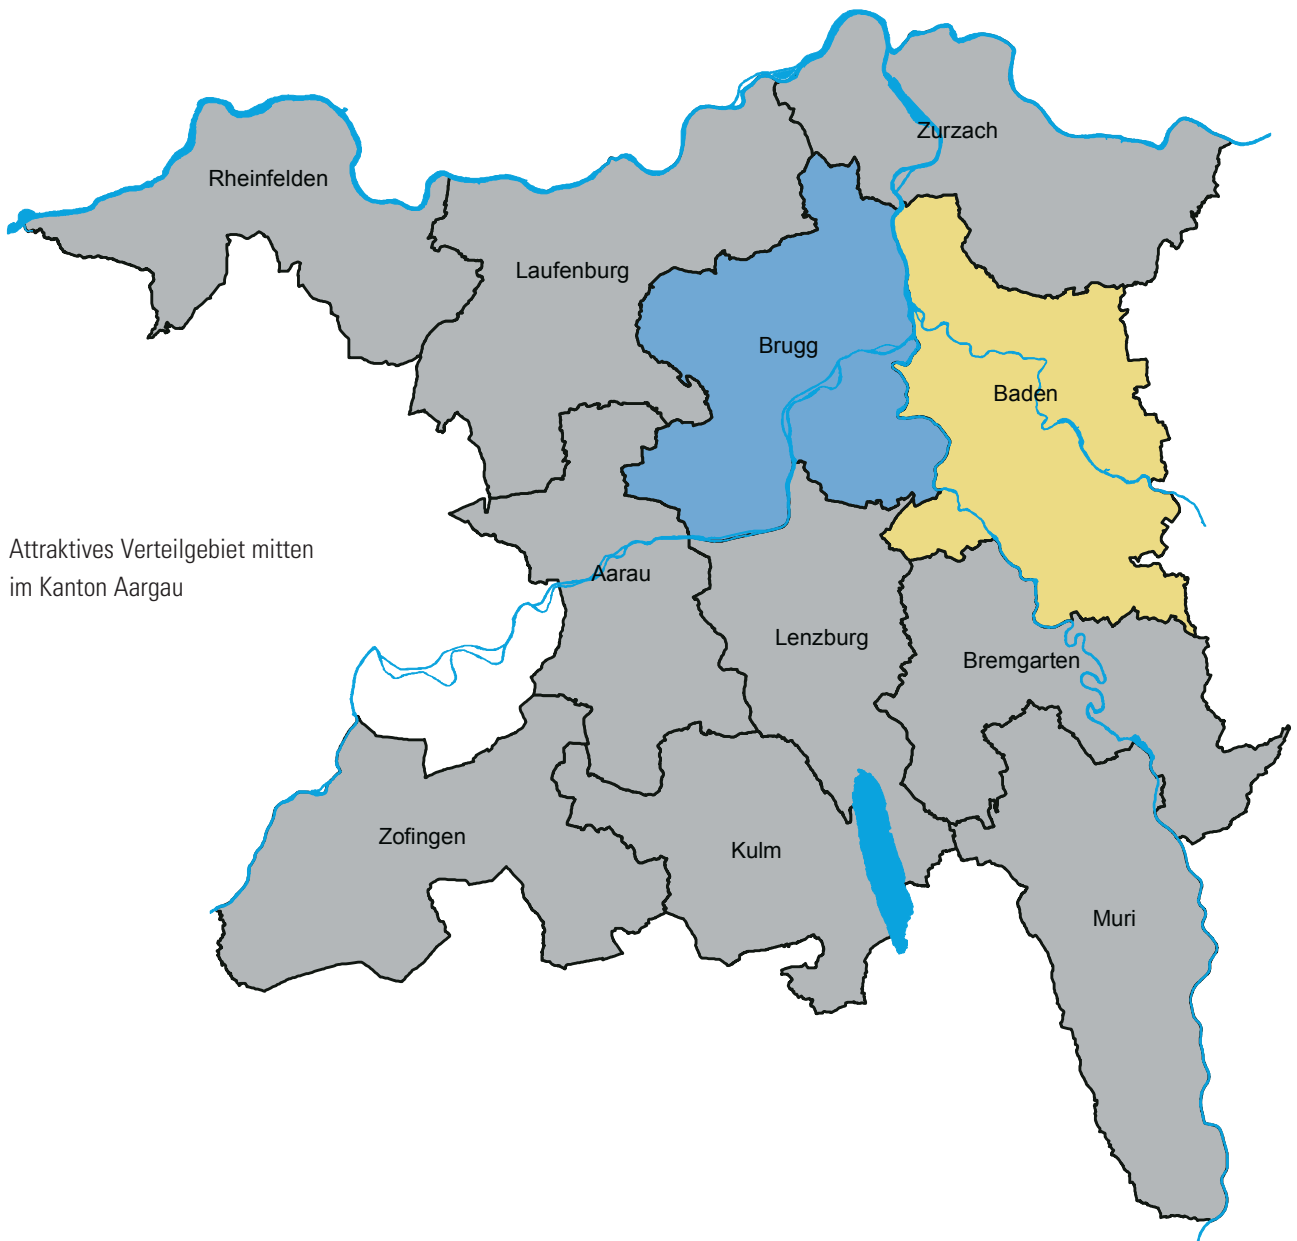 Zurzach
Rheinfelden
Laufenburg
Brugg
Baden
Attraktives Verteilgebiet mitten
im Kanton Aargau
Aarau
Lenzburg
Bremgarten
Zofingen
Kulm
Muri